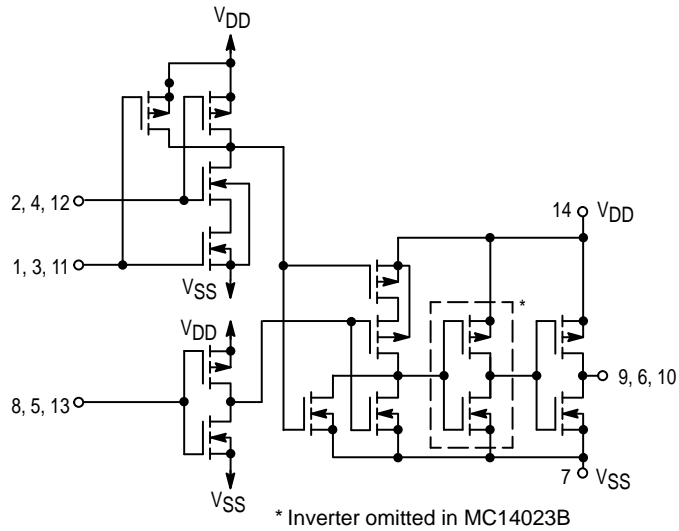 VDD
2, 4, 12
1, 3, 11
VSS
14 VDD
*
VDD
8, 5, 13
9, 6, 10
VSS
7 VSS
* Inverter omitted in MC14023B